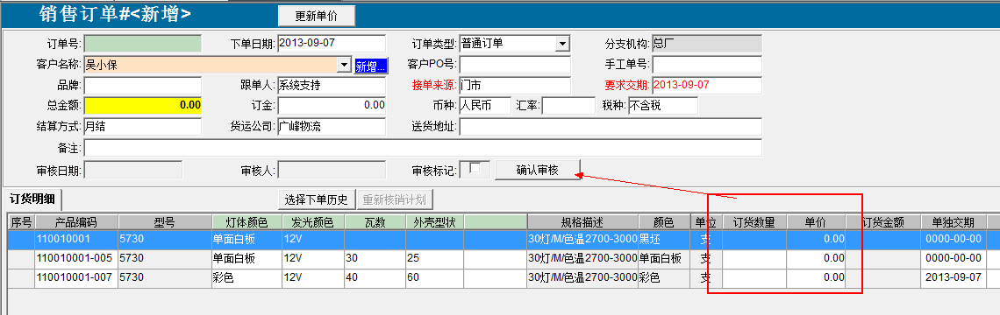 销售订单#<新增> 更新单价
订单号: 下单日期: 2013-09-07 订单类型: 普通订单 分支机构: 总厂
客户名称: 吴小保 新增... 客户PO号: 手工单号:
品牌: 跟单人: 系统支持 接单来源: 门市 要求交期: 2013-09-07
总金额: 0.00 订金: 0.00 币种: 人民币 汇率: 税种: 不含税
结算方式: 月结 货运公司: 广峰物流 送货地址:
备注:
审核日期: 审核人: 审核标记: 确认审核
订货明细 选择下单历史 重新核销计划
序号 产品编码 型号 灯体颜色 发光颜色 瓦数 外壳型状 规格描述 颜色 单位 订货数量 单价 订货金额 单独交期
110010001 5730 单面白板 12V 30灯/M/色温2700-3000 黑坯 支 0.00 0000-00-00
110010001-005 5730 单面白板 12V 30 25 30灯/M/色温2700-3000 单面白板 支 0.00 0000-00-00
110010001-007 5730 彩色 12V 40 60 30灯/M/色温2700-3000 彩色 支 0.00 2013-09-07